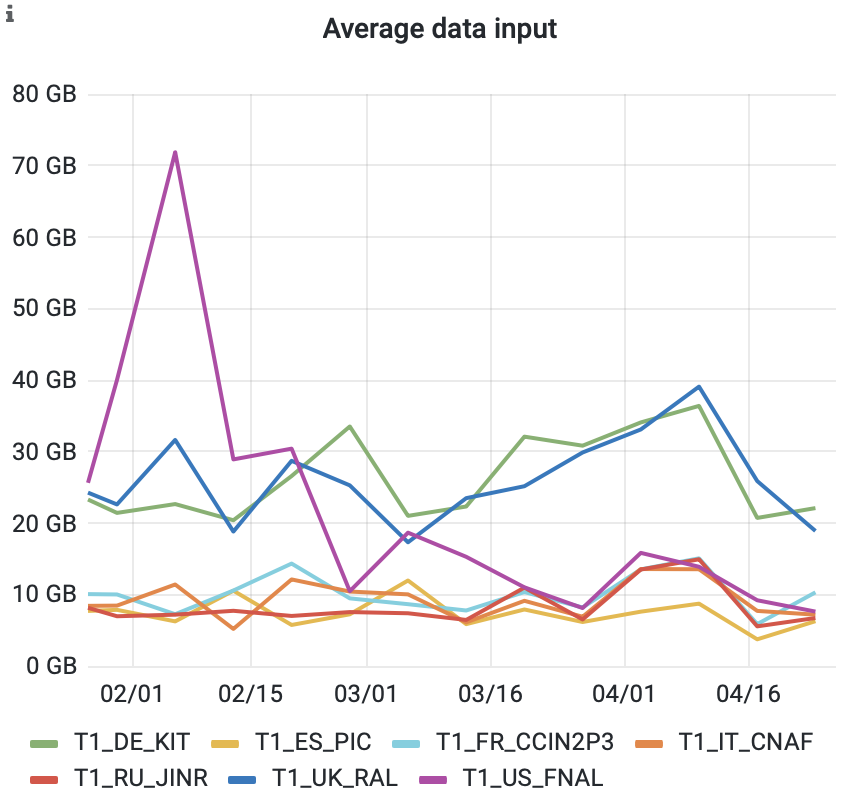 i
Average data input
80 GB
70 GB
60 GB
50 GB
40 GB
30 GB
20 GB
10 GB
0 GB
02/01 02/15 03/01 03/16 04/01 04/16
T1_DE_KIT T1_ES_PIC T1_FR_CCIN2P3 T1_IT_CNAF
T1_RU_JINR T1_UK_RAL T1_US_FNAL